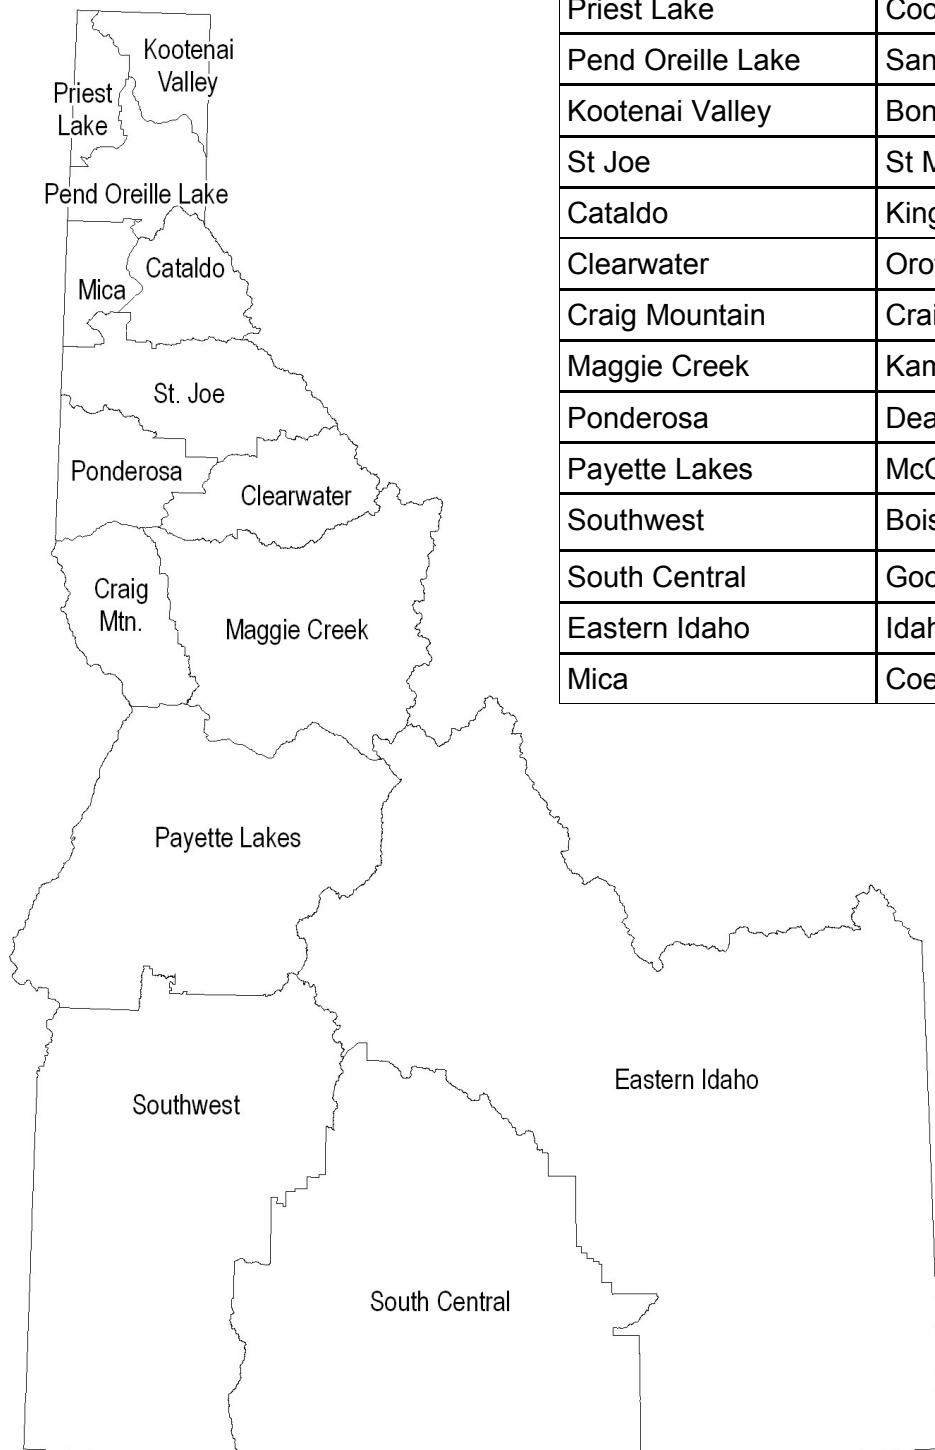 Priest Lake
Pend Oreille Lake
Kootenai Valley
St Joe
Cataldo
Clearwater
Craig Mountain
Maggie Creek
Ponderosa
Payette Lakes
Southwest
South Central
Eastern Idaho
Mica
Kootenai
Valley
Priest
Lake
Pend Oreille Lake
Cataldo
Mica
St. Joe
Ponderosa
Clearwater
Craig
Mtn.
Maggie Creek
Payette Lakes
Eastern Idaho
Southwest
South Central